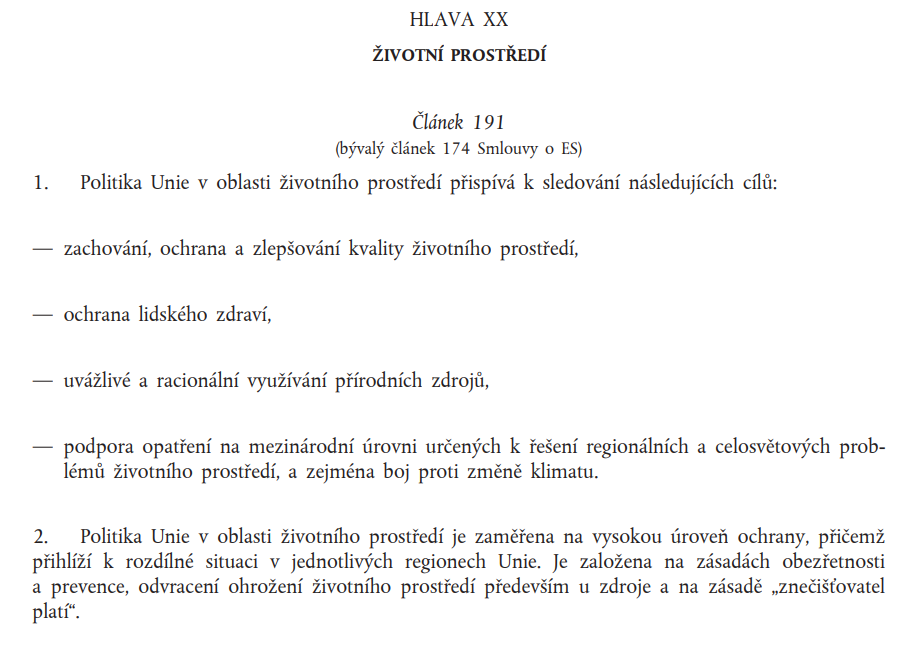 HLAVA XX
ŽIVOTNÍ PROSTŘEDÍ
Článek 191
(bývalý článek 174 Smlouvy o ES)
1. Politika Unie v oblasti životního prostředí přispívá k sledování následujících cílů:
— zachování, ochrana a zlepšování kvality životního prostředí,
— ochrana lidského zdraví,
— uvážlivé a racionální využívání přírodních zdrojů,
— podpora opatření na mezinárodní úrovni určených k řešení regionálních a celosvětových prob-
lémů životního prostředí, a zejména boj proti změně klimatu.
2. Politika Unie v oblasti životního prostředí je zaměřena na vysokou úroveň ochrany, přičemž
přihlíží k rozdílné situaci v jednotlivých regionech Unie. Je založena na zásadách obezřetnosti
a prevence, odvracení ohrožení životního prostředí především u zdroje a na zásadě „znečišťovatel
platí“.